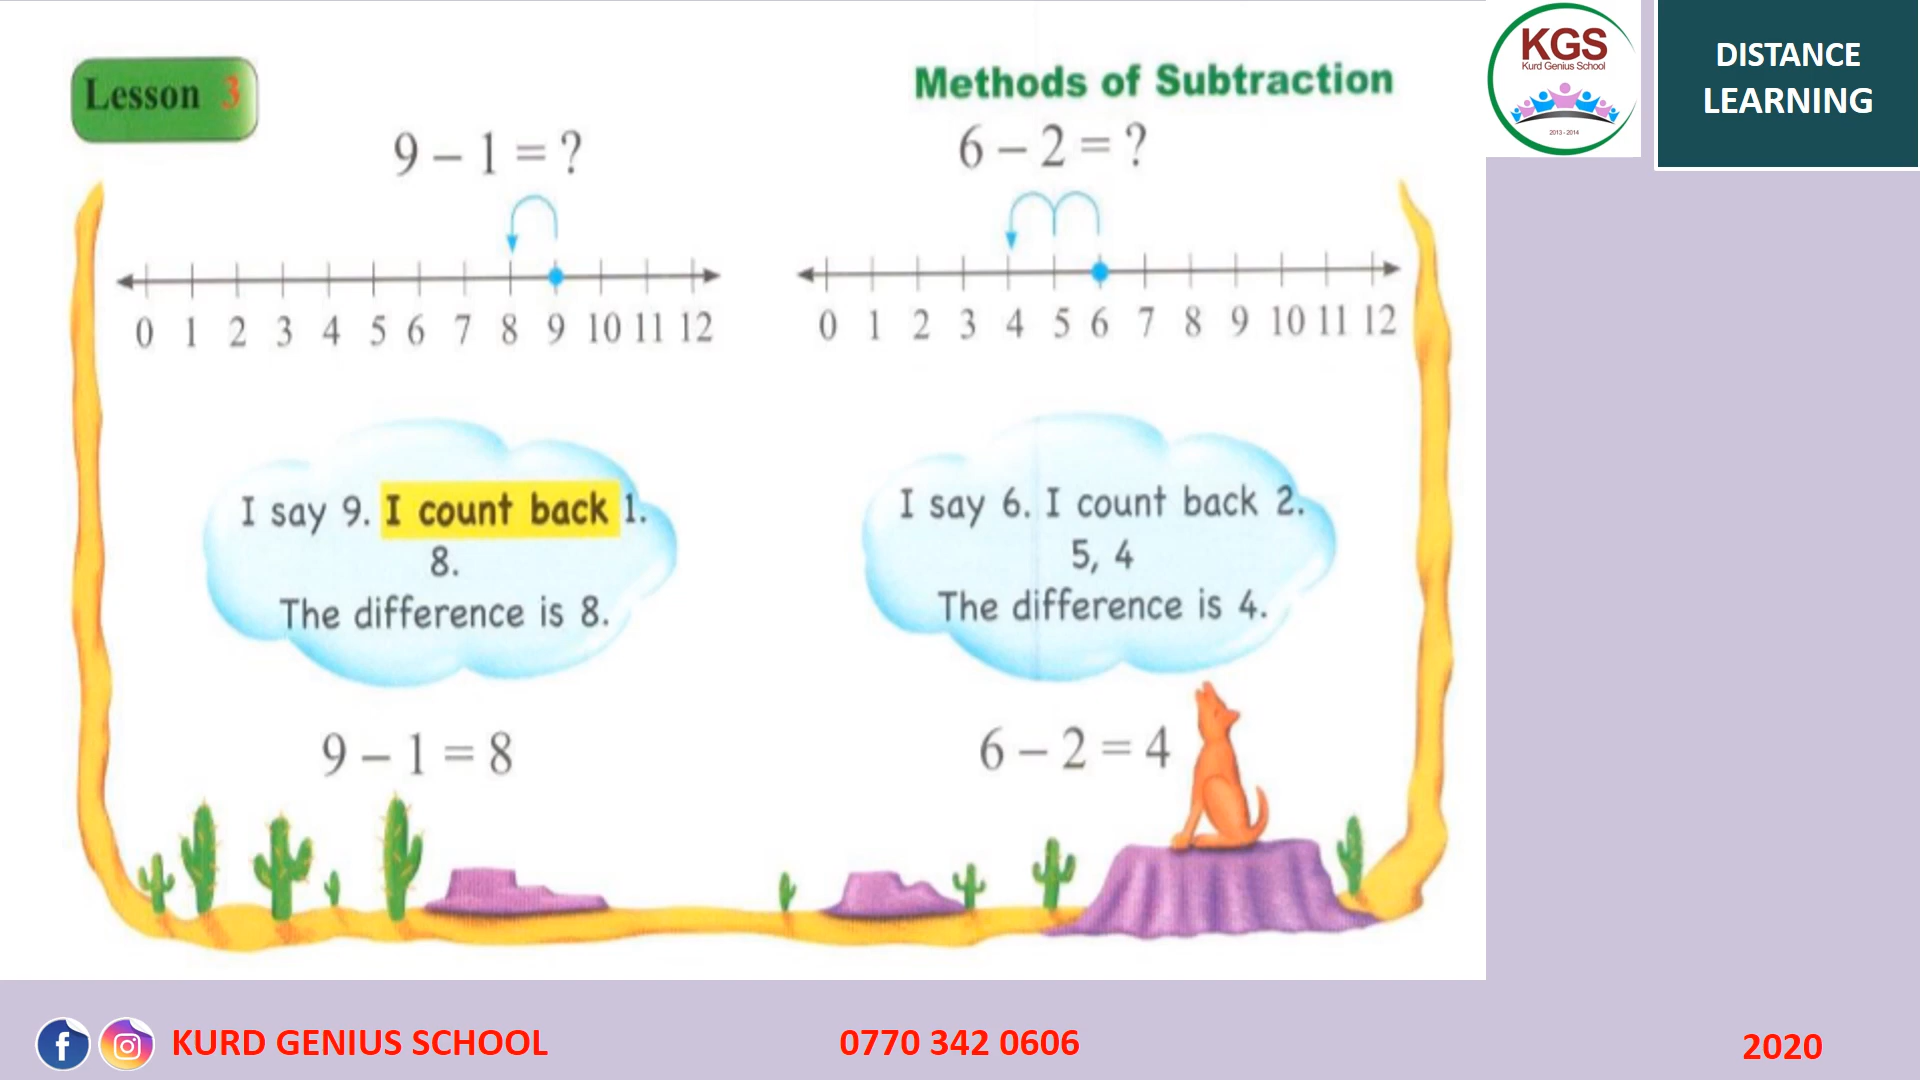 Lesson 3
Methods of Subtraction
9 – 1 = ?
6 – 2 = ?
0 1 2 3 4 5 6 7 8 9 10 11 12
0 1 2 3 4 5 6 7 8 9 10 11 12
I say 9. I count back 1.
8.
The difference is 8.
I say 6. I count back 2.
5, 4
The difference is 4.
9 – 1 = 8
6 – 2 = 4
KGS
Kurd Genius School
2013 - 2014
DISTANCE
LEARNING
KURD GENIUS SCHOOL
0770 342 0606
2020